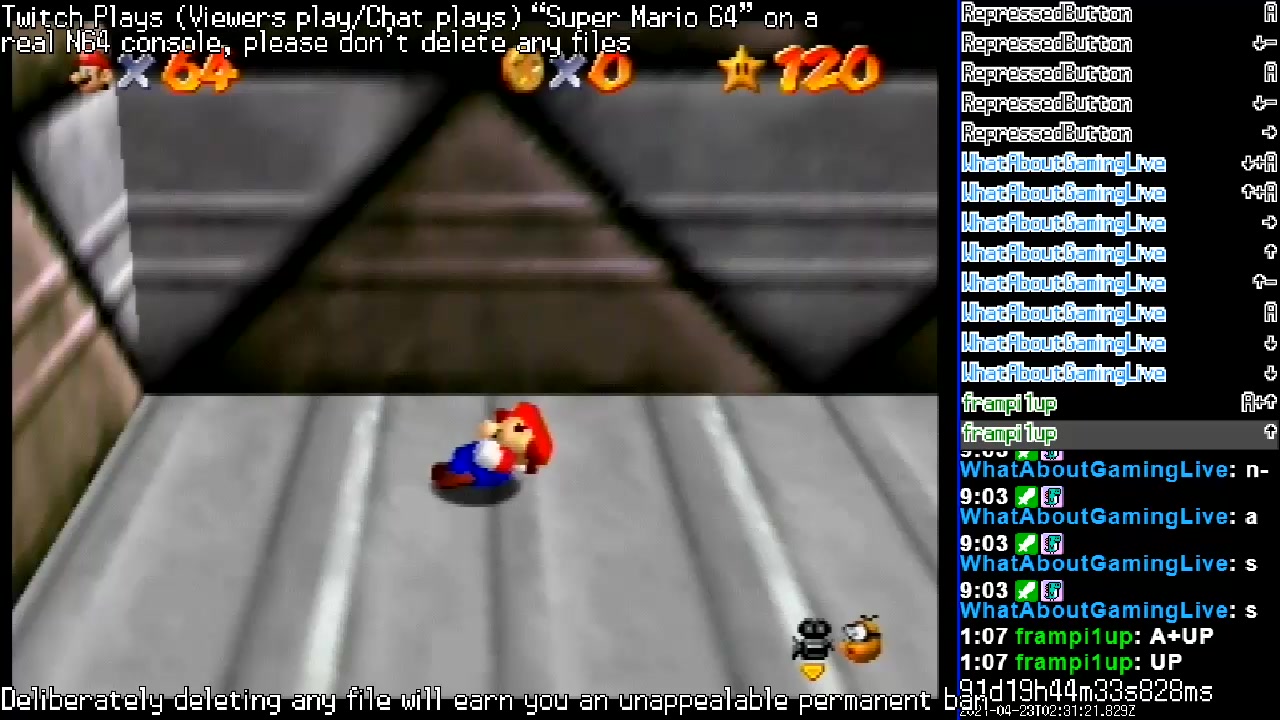 Twitch Plays (Viewers play/Chat plays) “Super Mario 64” on a
real N64 console, please don't delete any files
×64 ×0 120
RepressedButton A
RepressedButton ↓-
RepressedButton A
RepressedButton ↓-
RepressedButton →
WhatAboutGamingLive ↓+A
WhatAboutGamingLive ↑+A
WhatAboutGamingLive →
WhatAboutGamingLive ↑
WhatAboutGamingLive ↑-
WhatAboutGamingLive A
WhatAboutGamingLive ↓
WhatAboutGamingLive ↓
frampi1up A+↑
frampi1up ↑
9:03
WhatAboutGamingLive: n-
9:03
WhatAboutGamingLive: a
9:03
WhatAboutGamingLive: s
9:03
WhatAboutGamingLive: s
1:07 frampi1up: A+UP
1:07 frampi1up: UP
91d19h44m33s828ms
Deliberately deleting any file will earn you an unappealable permanent ban
2021-04-23T02:31:21.829Z